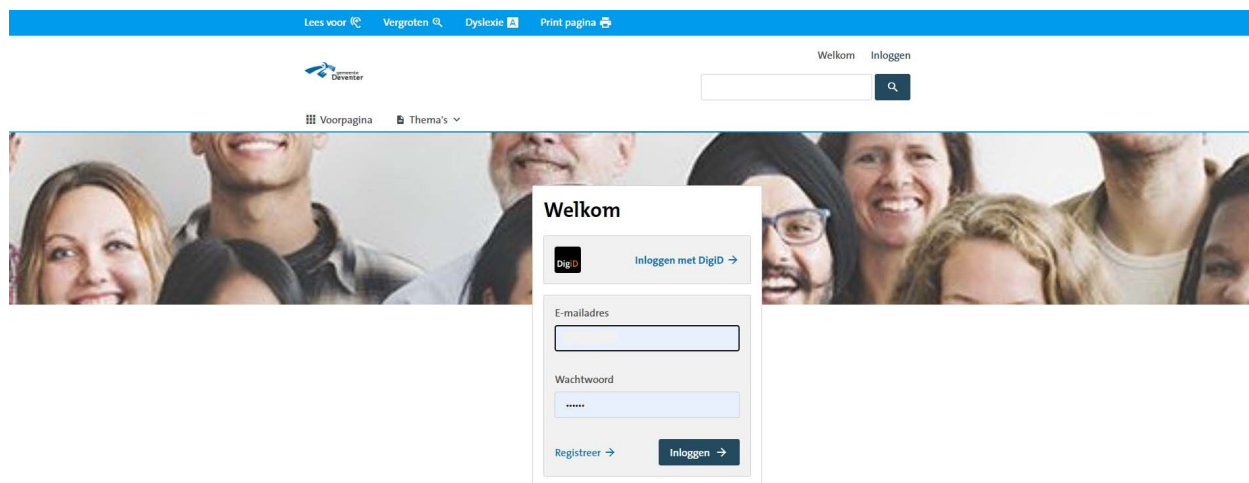 Lees voor Vergroten Dyslexie A Print pagina
Welkom Inloggen
gemeente
Deventer
Voorpagina Thema's
Welkom
DigiD Inloggen met DigiD →
E-mailadres
Wachtwoord
••••••
Registreer → Inloggen →